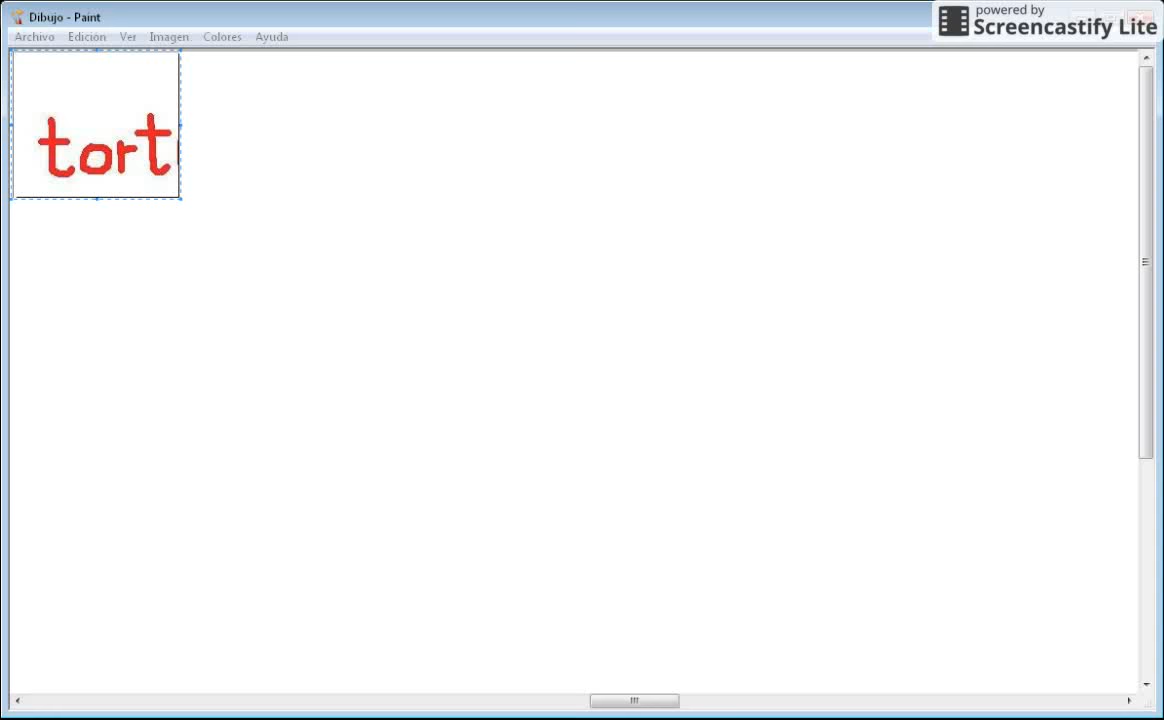 Dibujo - Paint
powered by
Screencastify Lite
Archivo Edición Ver Imagen Colores Ayuda
tort